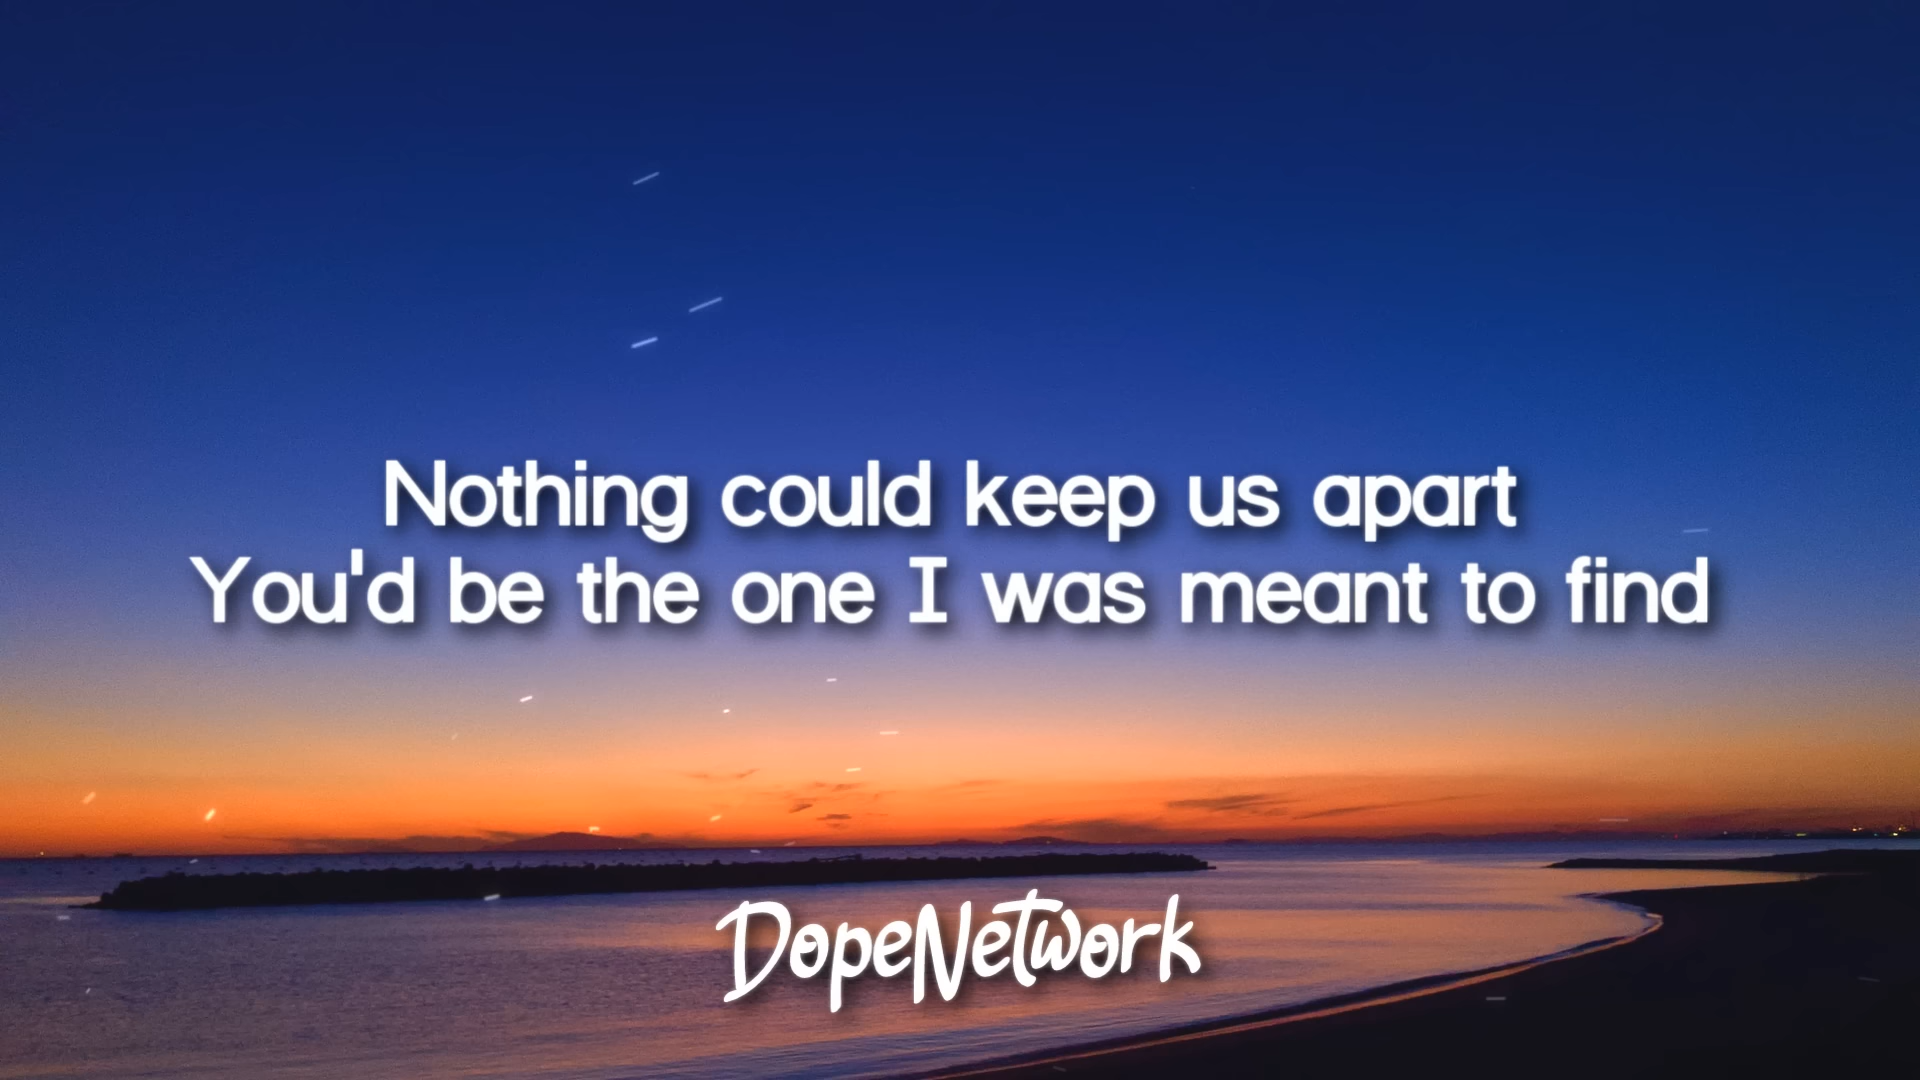 Nothing could keep us apart
You'd be the one I was meant to find
DopeNetwork